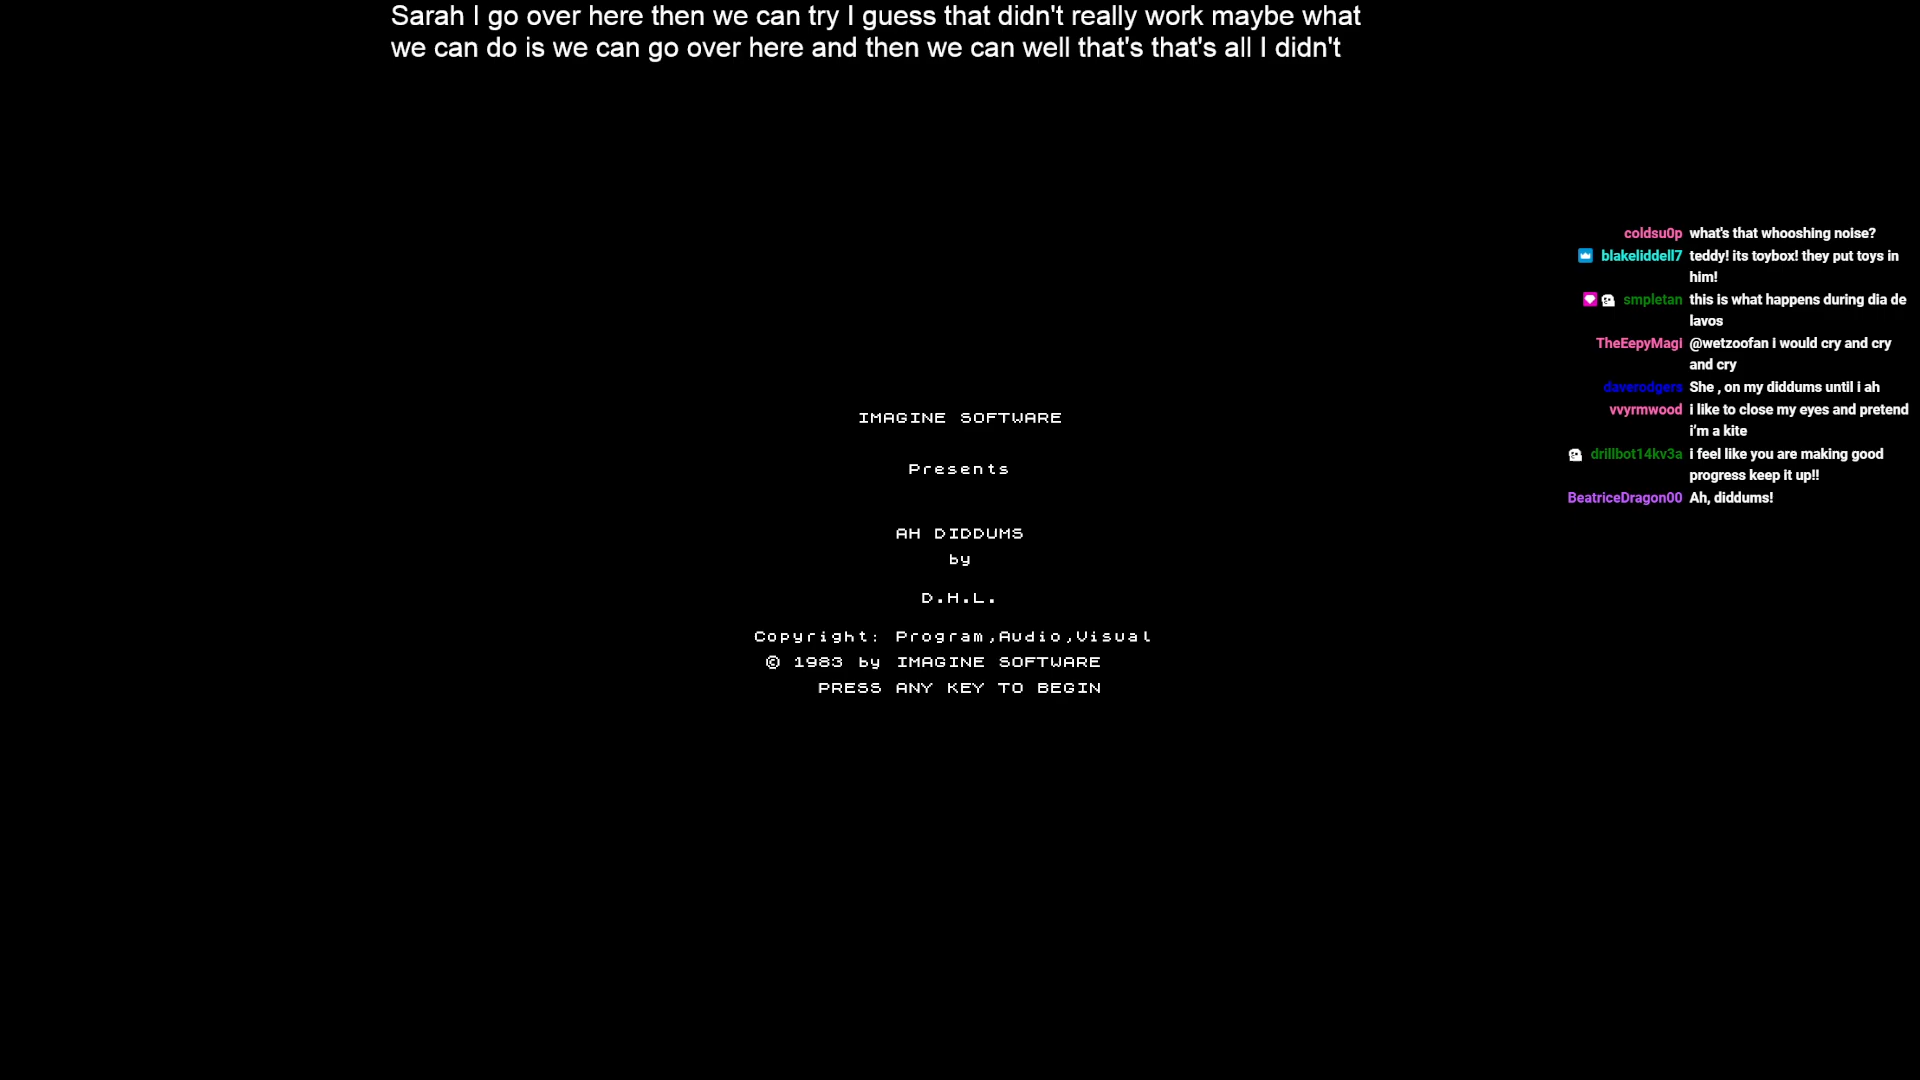 Sarah I go over here then we can try I guess that didn't really work maybe what
we can do is we can go over here and then we can well that's that's all I didn't
coldsu0p what's that whooshing noise?
blakeliddell7 teddy! its toybox! they put toys in
him!
smpletan this is what happens during dia de
lavos
TheEepyMagi @wetzoofan i would cry and cry
and cry
daverodgers She , on my diddums until i ah
vvyrmwood i like to close my eyes and pretend
i'm a kite
drillbot14kv3a i feel like you are making good
progress keep it up!!
BeatriceDragon00 Ah, diddums!
IMAGINE SOFTWARE
Presents
AH DIDDUMS
by
D.H.L.
Copyright: Program,Audio,Visual
© 1983 by IMAGINE SOFTWARE
PRESS ANY KEY TO BEGIN